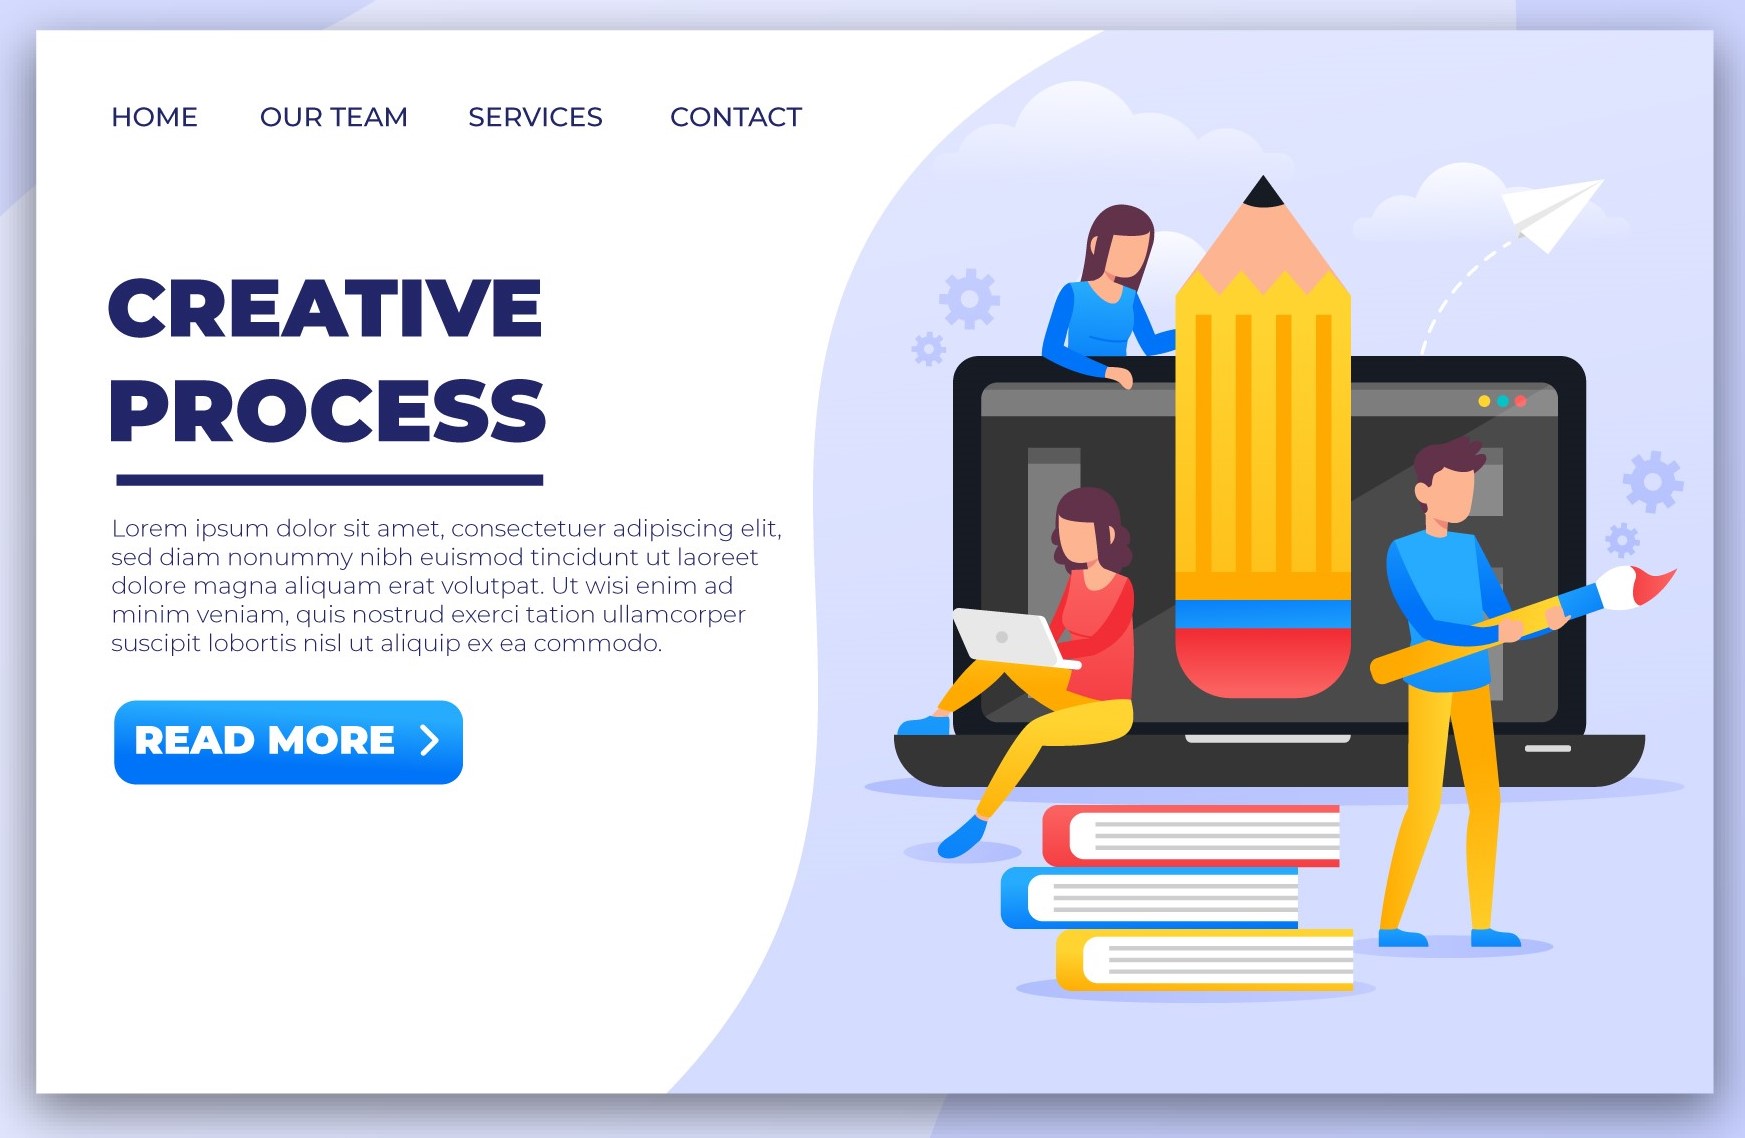 HOME OUR TEAM SERVICES CONTACT
CREATIVE
PROCESS
Lorem ipsum dolor sit amet, consectetuer adipiscing elit,
sed diam nonummy nibh euismod tincidunt ut laoreet
dolore magna aliquam erat volutpat. Ut wisi enim ad
minim veniam, quis nostrud exerci tation ullamcorper
suscipit lobortis nisl ut aliquip ex ea commodo.
READ MORE